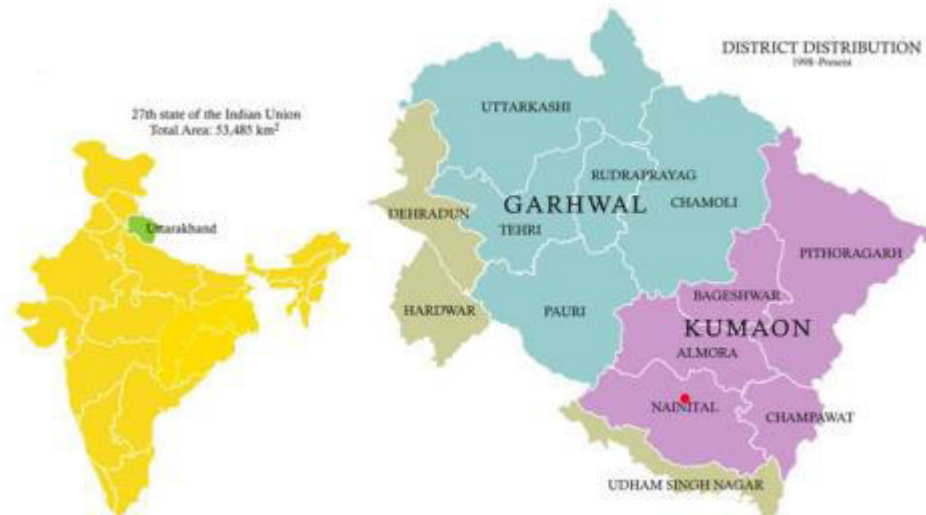 DISTRICT DISTRIBUTION
1998-Present
27th state of the Indian Union
Total Area: 53,485 km²
Uttarakhand
UTTARKASHI
RUDRAPRAYAG
CHAMOLI
GARHWAL
DEHRADUN
TEHRI
HARDWAR
PAURI
PITHORAGARH
BAGESHWAR
KUMAON
ALMORA
NAINITAL
CHAMPAWAT
UDHAM SINGH NAGAR